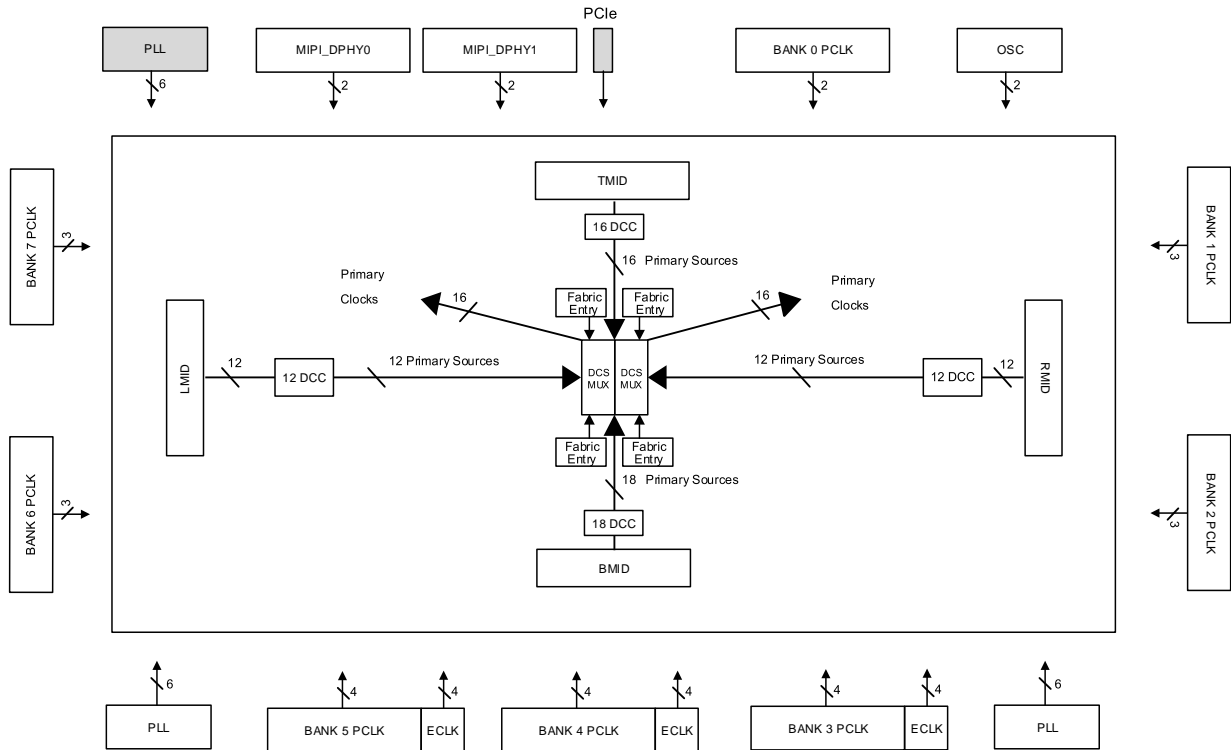 PCIe
PLL
MIPI_DPHY0
MIPI_DPHY1
BANK 0 PCLK
OSC
6
2
2
2
2
TMID
BANK 7 PCLK
3
BANK 1 PCLK
3
16 DCC
16 Primary Sources
Primary
Clocks
16
Fabric
Entry
Fabric
Entry
16
Primary
Clocks
LMID
12
12 DCC
12 Primary Sources
DCS
MUX
DCS
MUX
12 Primary Sources
12 DCC
12
RMID
Fabric
Entry
Fabric
Entry
18 Primary Sources
BANK 6 PCLK
3
BANK 2 PCLK
3
18 DCC
BMID
6
4
4
4
4
4
4
6
PLL
BANK 5 PCLK
ECLK
BANK 4 PCLK
ECLK
BANK 3 PCLK
ECLK
PLL